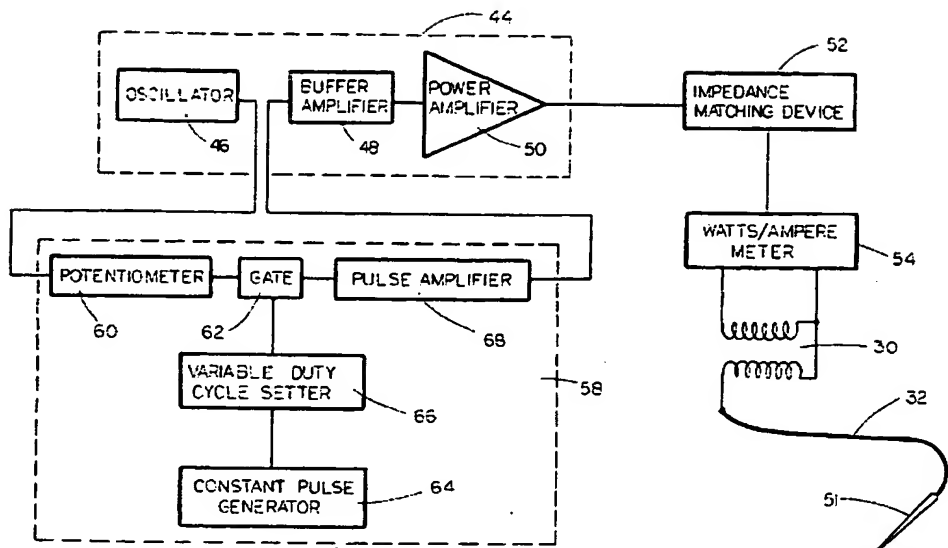 44
OSCILLATOR
46
BUFFER
AMPLIFIER
48
POWER
AMPLIFIER
50
52
IMPEDANCE
MATCHING DEVICE
WATTS/AMPERE
METER
54
POTENTIOMETER
60
GATE
62
PULSE AMPLIFIER
68
30
VARIABLE DUTY
CYCLE SETTER
66
58
32
CONSTANT PULSE
GENERATOR
64
51